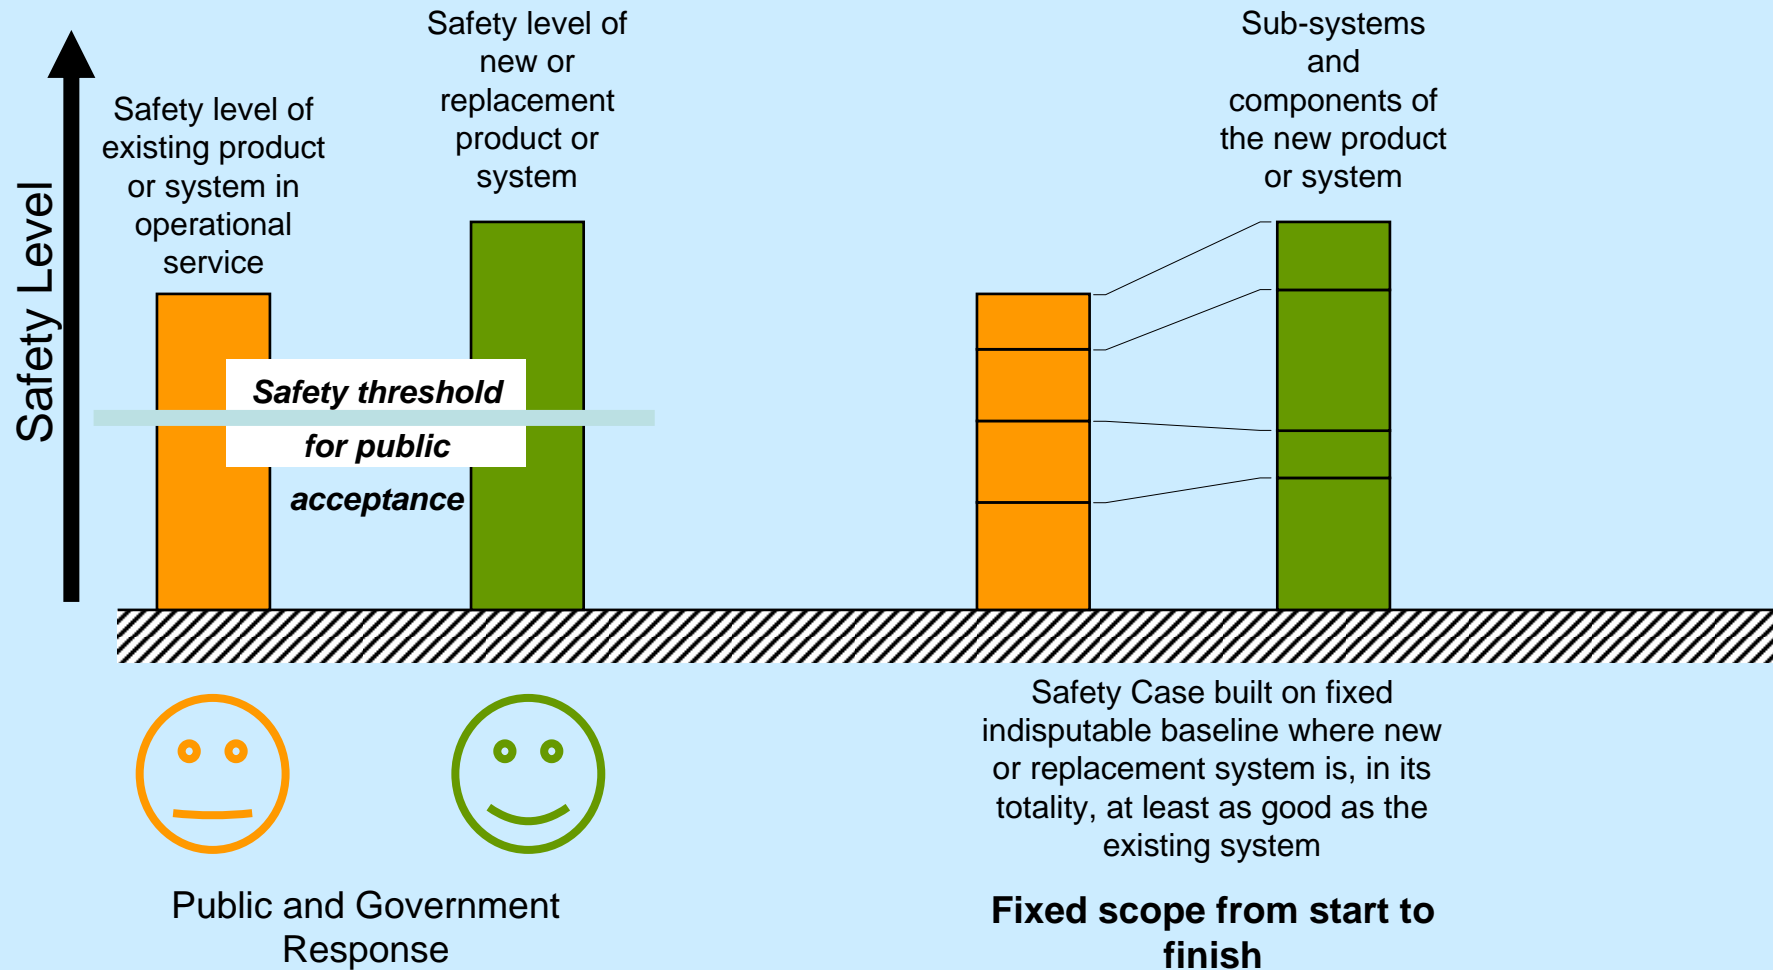 Safety Level
Safety level of
existing product
or system in
operational
service
Safety level of
new or
replacement
product or
system
Safety threshold
for public
acceptance
Sub-systems
and
components of
the new product
or system
Public and Government
Response
Safety Case built on fixed
indisputable baseline where new
or replacement system is, in its
totality, at least as good as the
existing system
Fixed scope from start to
finish